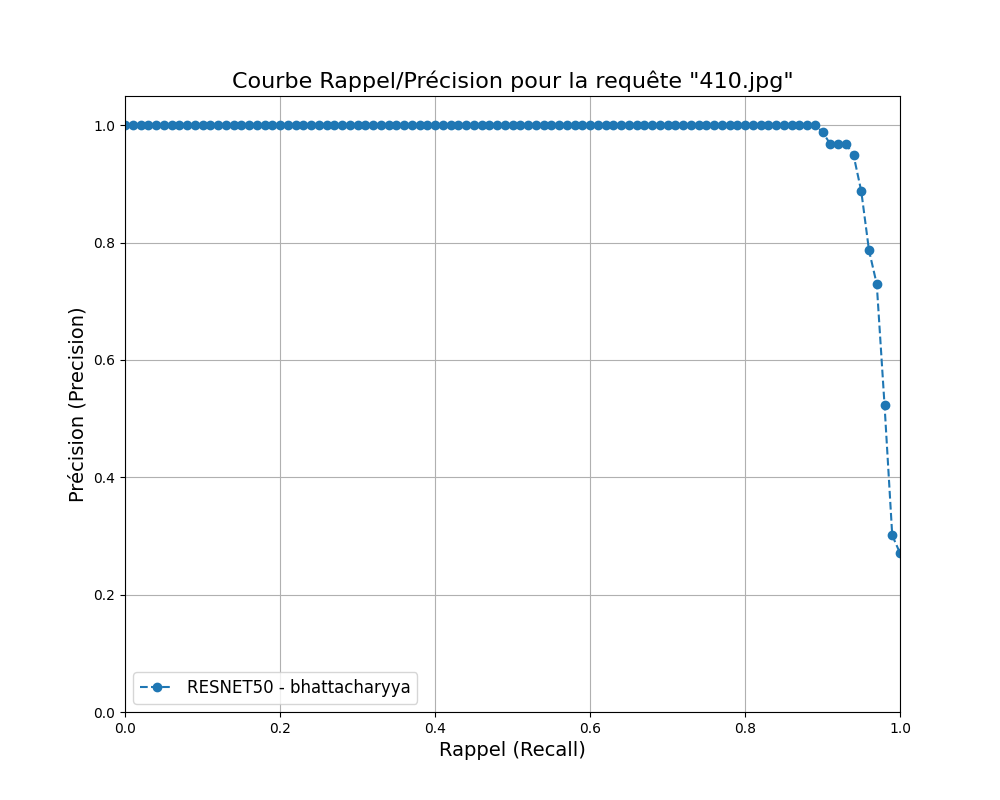 Courbe Rappel/Précision pour la requête "410.jpg"
1.0
0.8
0.6
0.4
0.2
0.0
Précision (Precision)
RESNET50 - bhattacharyya
0.0 0.2 0.4 0.6 0.8 1.0
Rappel (Recall)